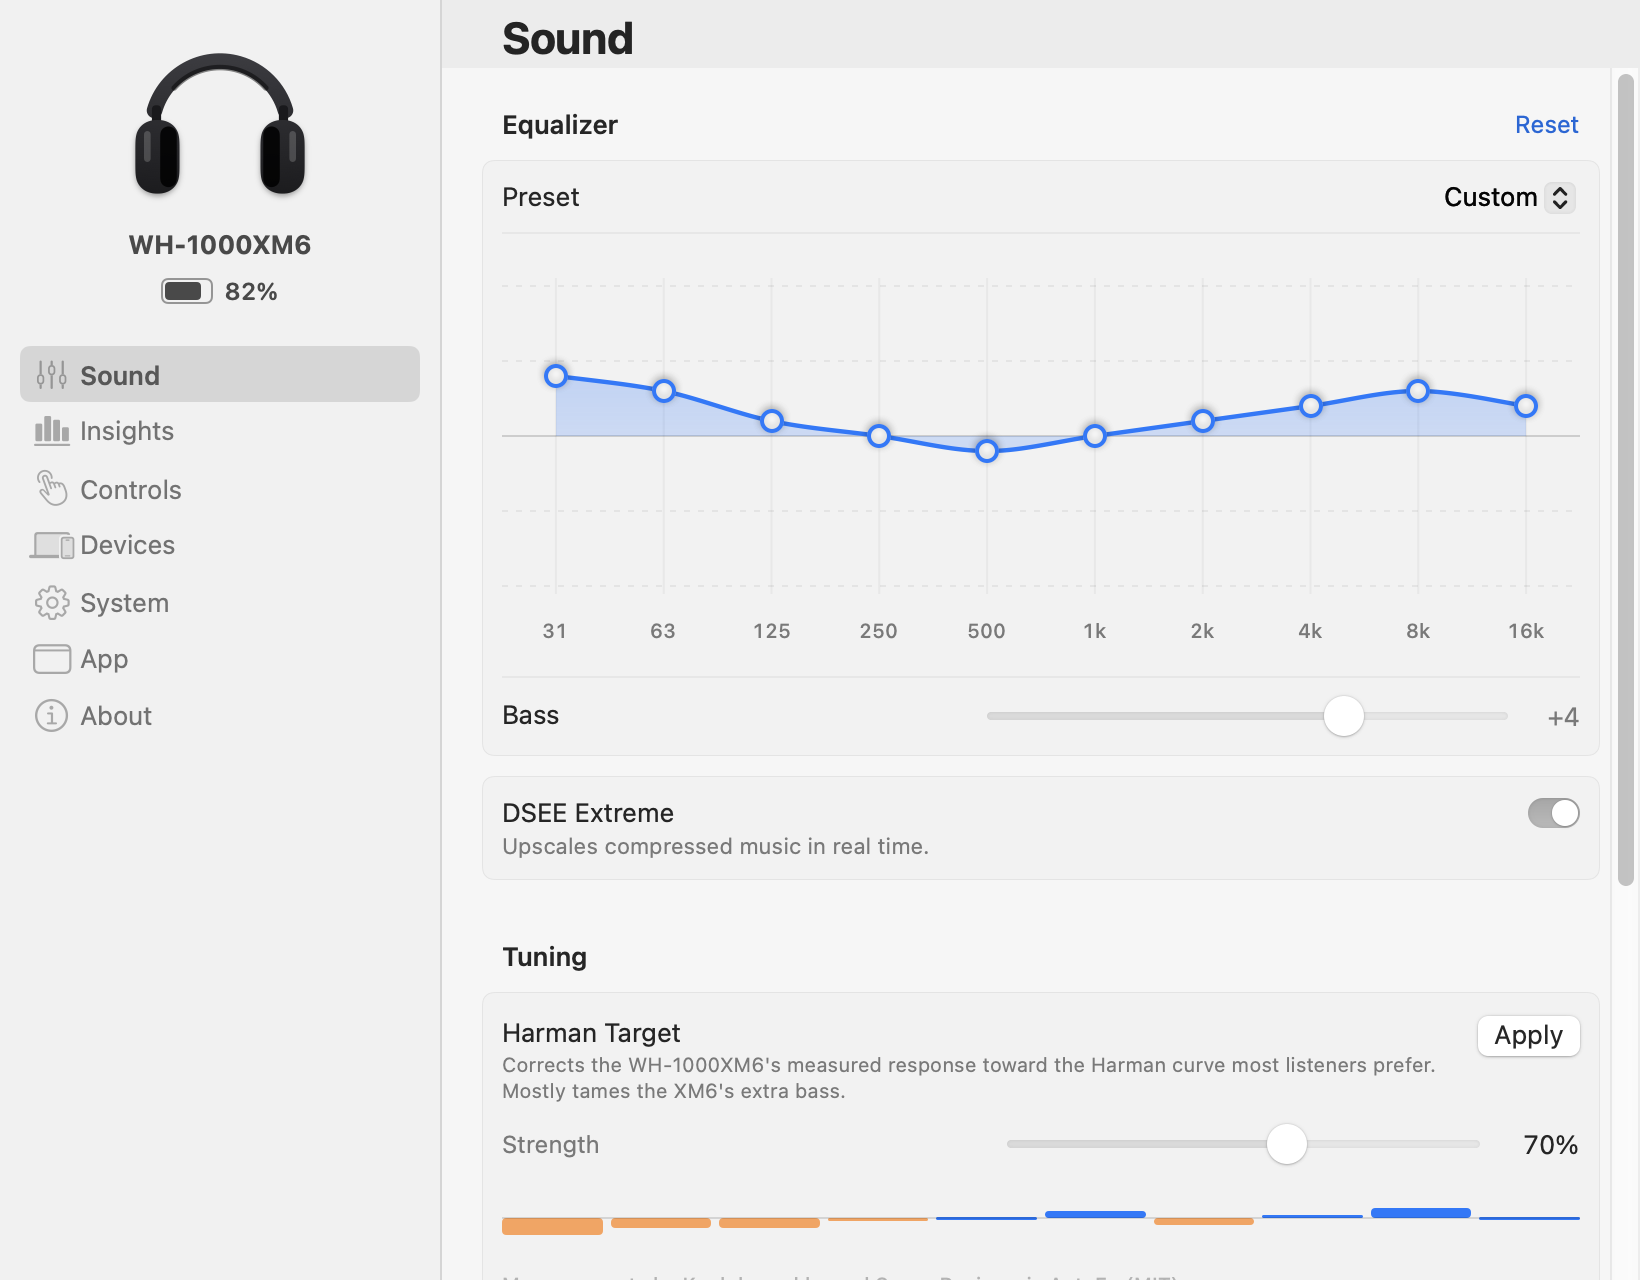 Sound
WH-1000XM6
82%
Sound
Insights
Controls
Devices
System
App
About
Equalizer
Reset
Preset
Custom
31 63 125 250 500 1k 2k 4k 8k 16k
Bass
+4
DSEE Extreme
Upscales compressed music in real time.
Tuning
Harman Target
Apply
Corrects the WH-1000XM6's measured response toward the Harman curve most listeners prefer.
Mostly tames the XM6's extra bass.
Strength
70%